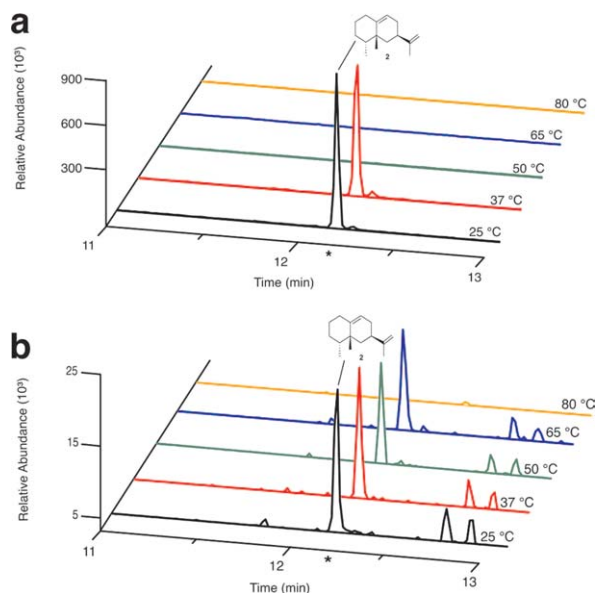 a
2
Relative Abundance (10³)
900
600
300
80 °C
65 °C
50 °C
37 °C
25 °C
11
12
*
13
Time (min)
b
2
Relative Abundance (10³)
25
15
5
80 °C
65 °C
50 °C
37 °C
25 °C
11
12
*
13
Time (min)